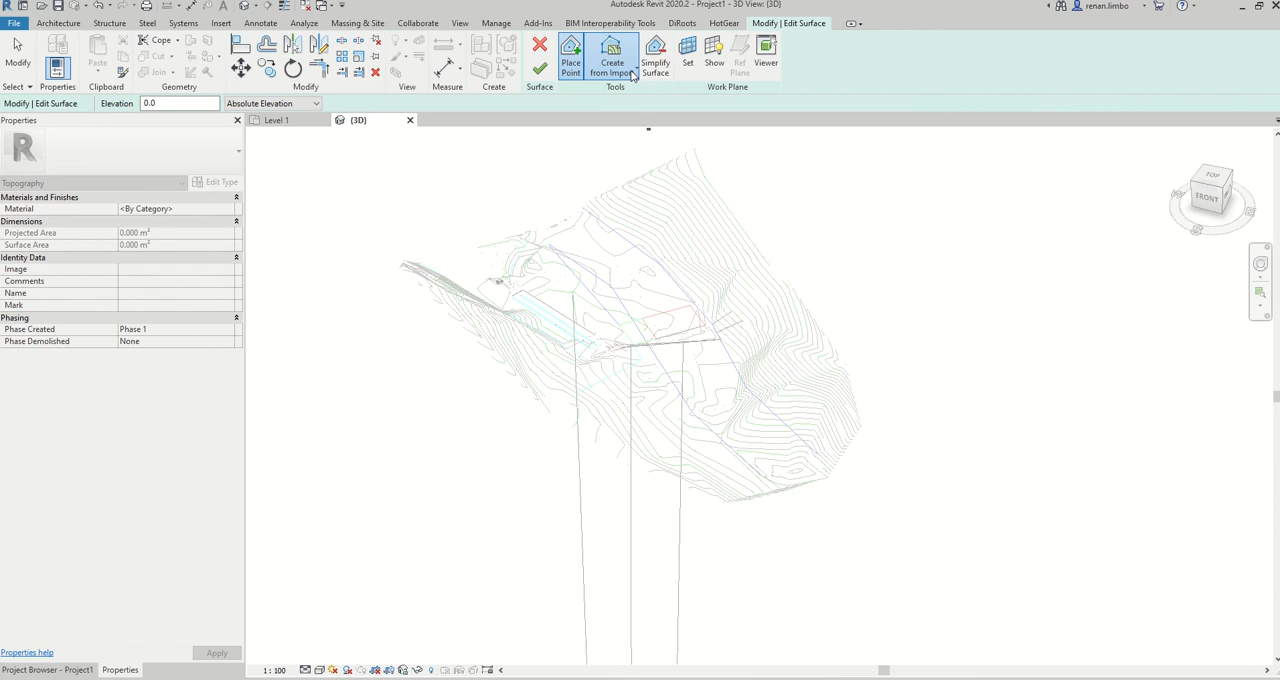 Autodesk Revit 2020.2 - Project1 - 3D View: {3D}
renan.limbo
File Architecture Structure Steel Systems Insert Annotate Analyze Massing & Site Collaborate View Manage Add-Ins BIM Interoperability Tools DiRoots HotGear Modify | Edit Surface
Modify
Paste
Cope
Cut
Join
Place Point
Create from Import
Simplify Surface
Set
Show
Ref Plane
Viewer
Select Properties Clipboard Geometry Modify View Measure Create Surface Tools Work Plane
Modify | Edit Surface Elevation 0.0 Absolute Elevation
Properties
Level 1
{3D}
R
Topography Edit Type
Materials and Finishes
Material <By Category>
Dimensions
Projected Area 0.000 m²
Surface Area 0.000 m²
Identity Data
Image
Comments
Name
Mark
Phasing
Phase Created Phase 1
Phase Demolished None
TOP
FRONT
Properties help Apply
Project Browser - Project1 Properties
1 : 100